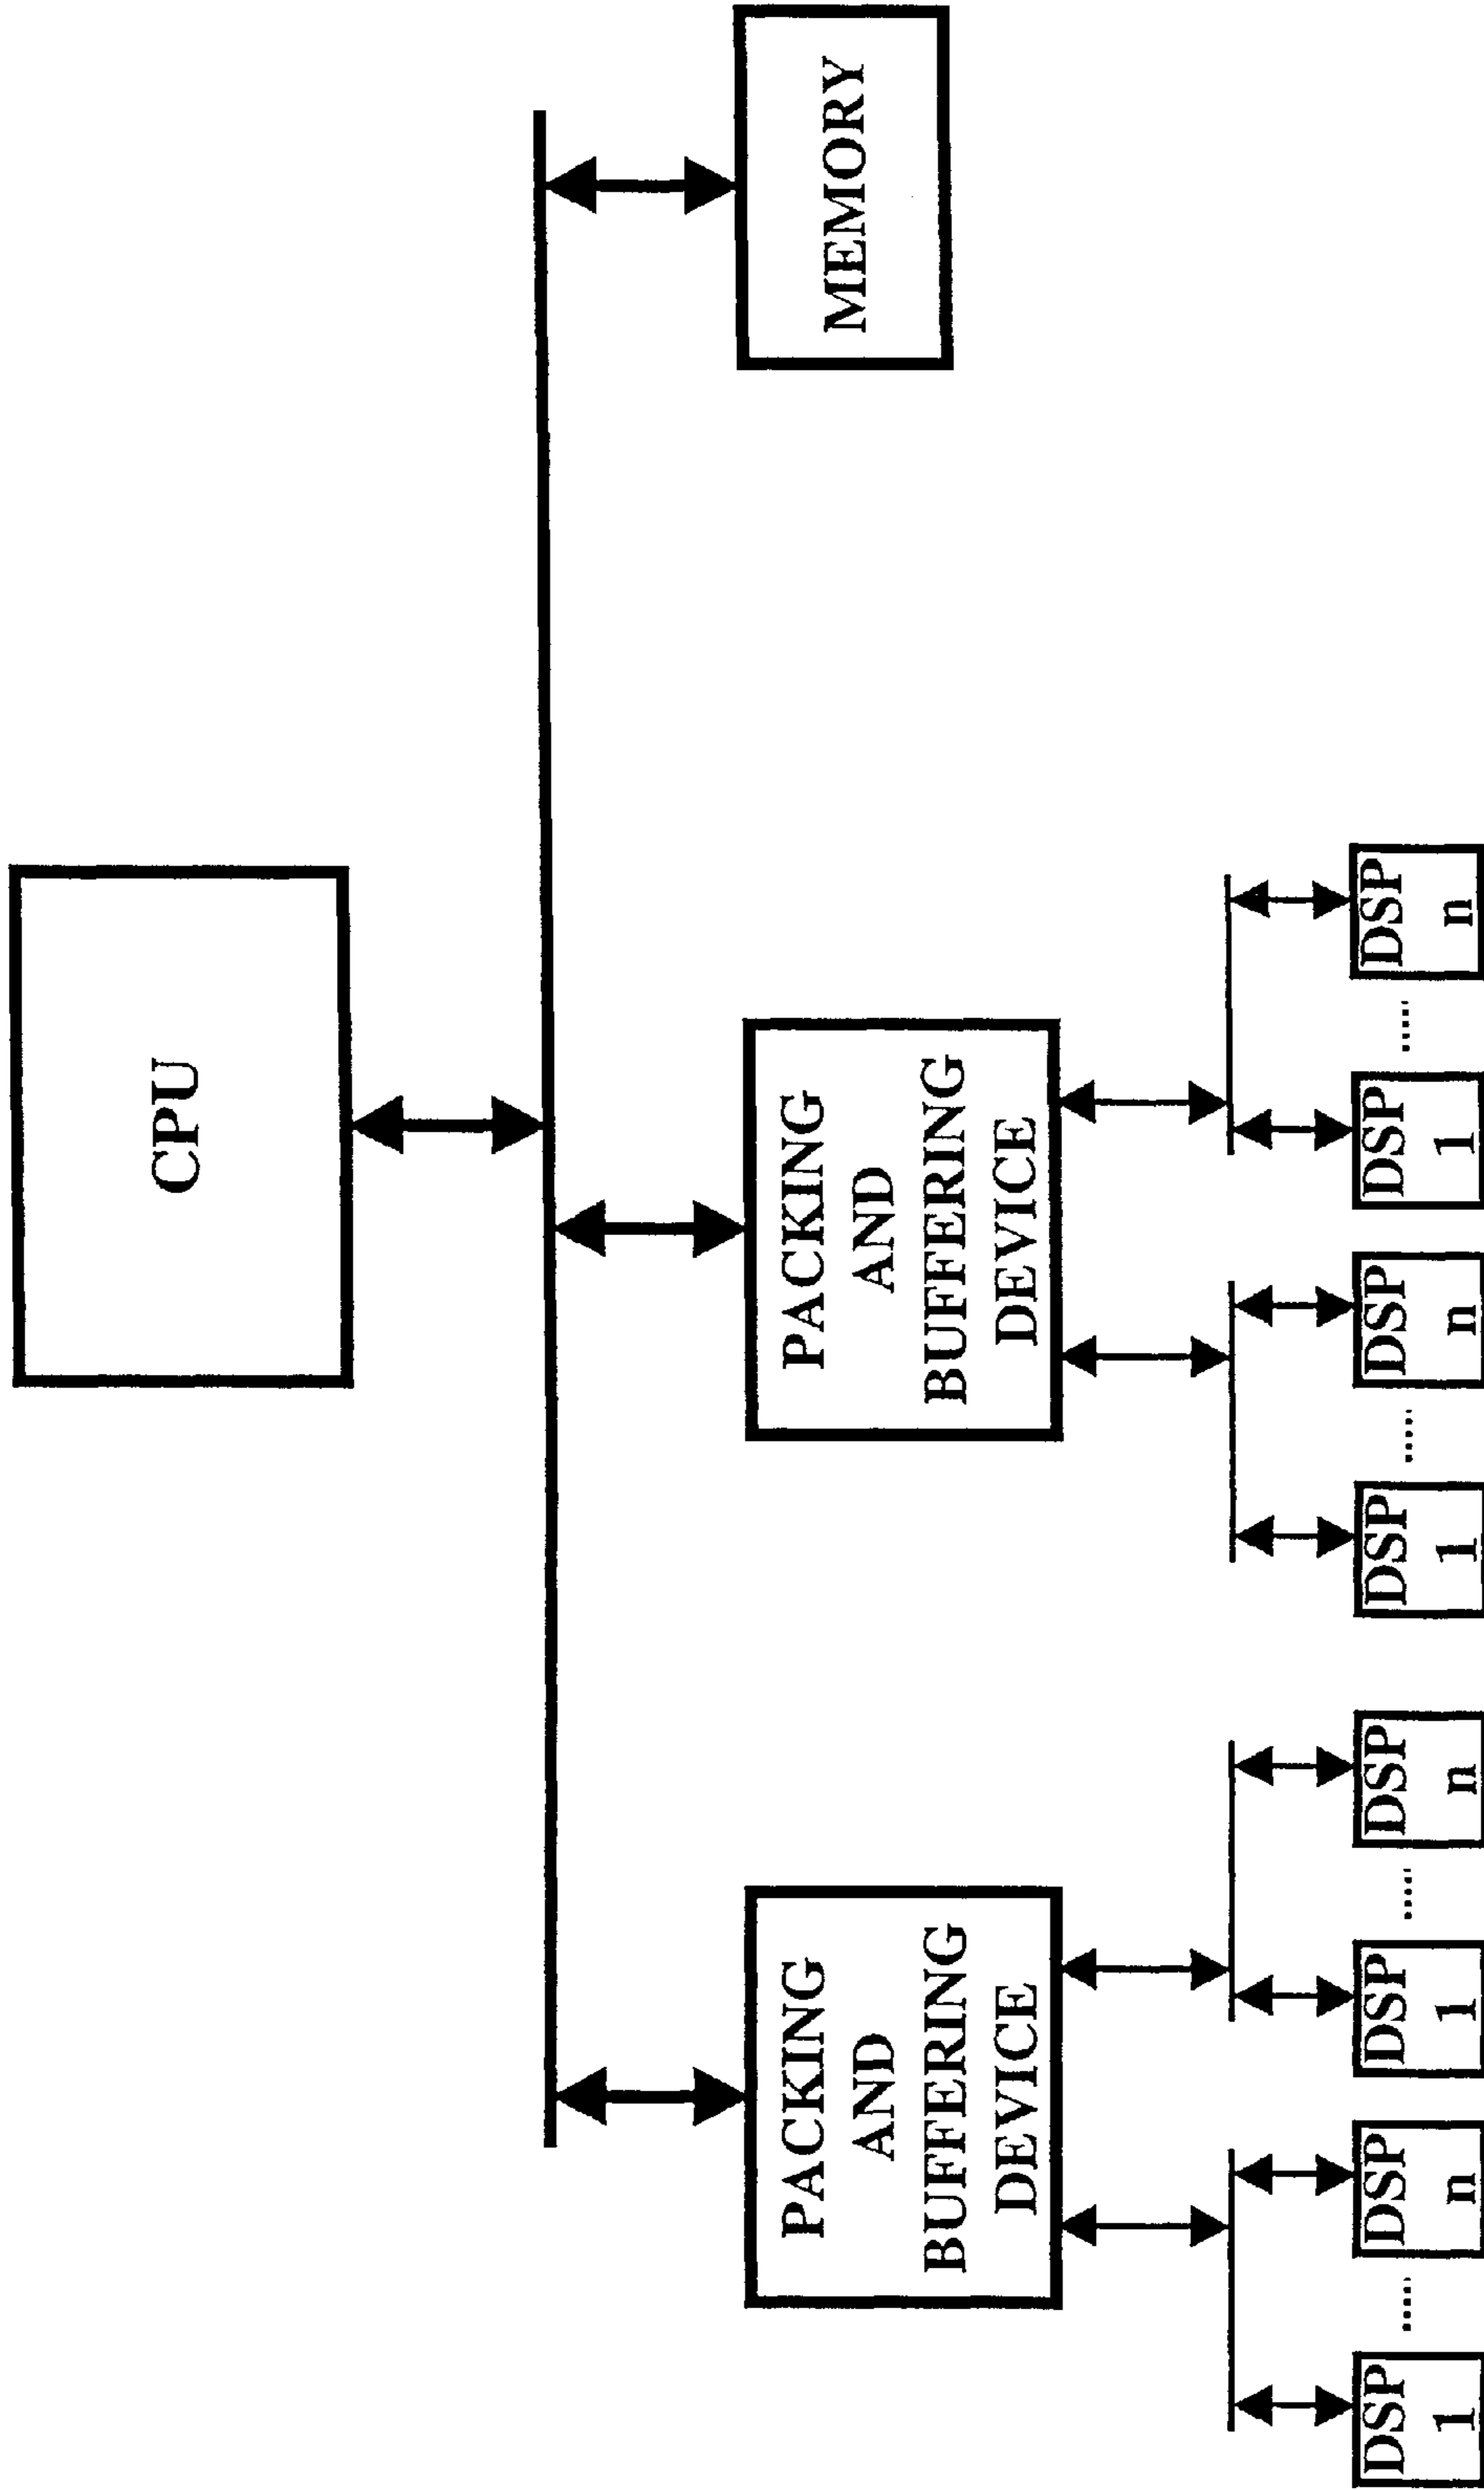 CPU
PACKING
AND
BUFFERING
DEVICE
PACKING
AND
BUFFERING
DEVICE
MEMORY
DSP
1
.....
DSP
n
DSP
1
.....
DSP
n
DSP
1
.....
DSP
n
DSP
1
.....
DSP
n